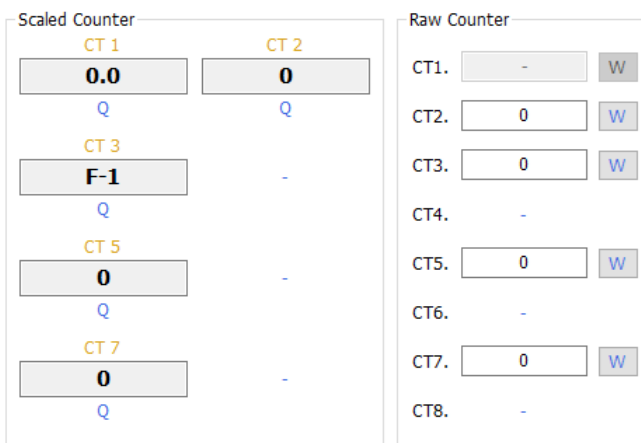 Scaled Counter
CT 1 CT 2
0.0 0
Q Q
CT 3
F-1 -
Q
CT 5
0 -
Q
CT 7
0 -
Q
Raw Counter
CT1. - W
CT2. 0 W
CT3. 0 W
CT4. -
CT5. 0 W
CT6. -
CT7. 0 W
CT8. -